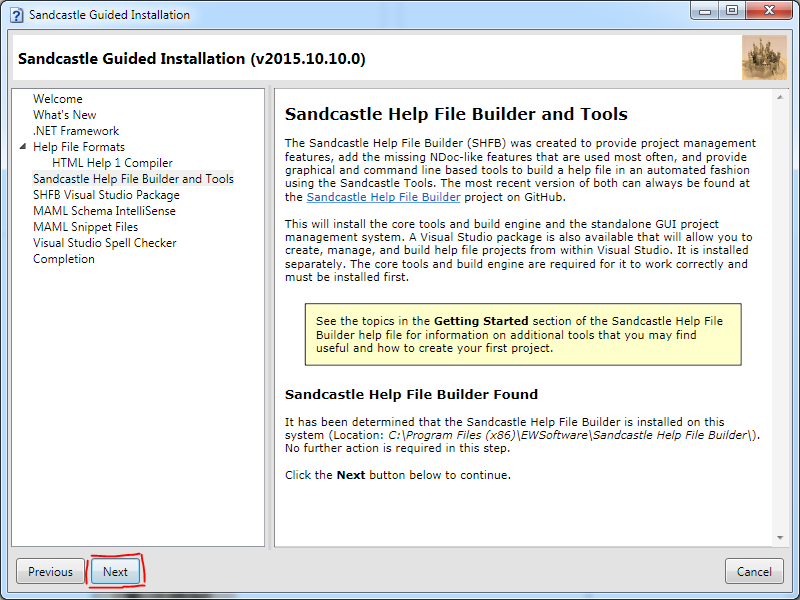 Sandcastle Guided Installation
Sandcastle Guided Installation (v2015.10.10.0)
Welcome
What's New
.NET Framework
Help File Formats
HTML Help 1 Compiler
Sandcastle Help File Builder and Tools
SHFB Visual Studio Package
MAML Schema IntelliSense
MAML Snippet Files
Visual Studio Spell Checker
Completion
Sandcastle Help File Builder and Tools
The Sandcastle Help File Builder (SHFB) was created to provide project management
features, add the missing NDoc-like features that are used most often, and provide
graphical and command line based tools to build a help file in an automated fashion
using the Sandcastle Tools. The most recent version of both can always be found at
the Sandcastle Help File Builder project on GitHub.
This will install the core tools and build engine and the standalone GUI project
management system. A Visual Studio package is also available that will allow you to
create, manage, and build help file projects from within Visual Studio. It is installed
separately. The core tools and build engine are required for it to work correctly and
must be installed first.
See the topics in the Getting Started section of the Sandcastle Help File
Builder help file for information on additional tools that you may find
useful and how to create your first project.
Sandcastle Help File Builder Found
It has been determined that the Sandcastle Help File Builder is installed on this
system (Location: C:\Program Files (x86)\EWSoftware\Sandcastle Help File Builder\).
No further action is required in this step.
Click the Next button below to continue.
Previous
Next
Cancel